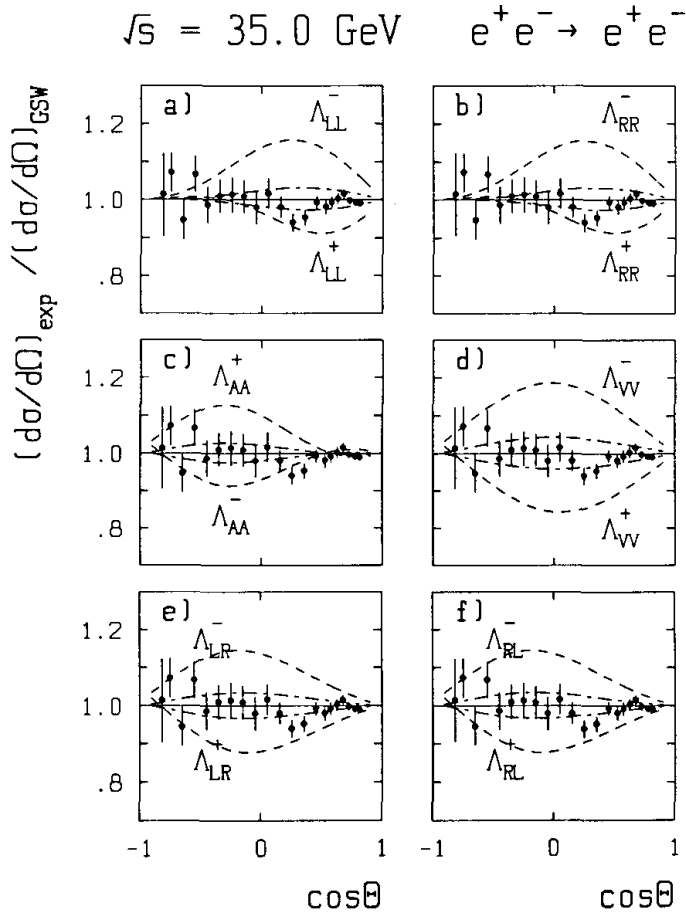 √s = 35.0 GeV e⁺e⁻→ e⁺e⁻
(dσ/dΩ)exp /(dσ/dΩ)GSW
a) Λ⁻LL
b) Λ⁻RR
1.2
1.0
.8
Λ⁺LL
Λ⁺RR
c) Λ⁺AA
d) Λ⁻VV
1.2
1.0
.8
Λ⁻AA
Λ⁺VV
e) Λ⁻LR
f) Λ⁻RL
1.2
1.0
.8
Λ⁺LR
Λ⁺RL
-1 0 1
-1 0 1
cosΘ cosΘ